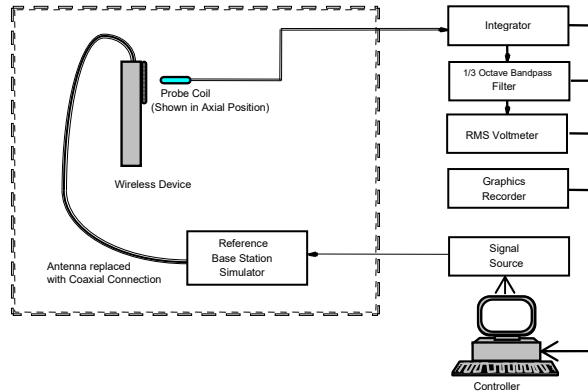 Integrator
1/3 Octave Bandpass
Filter
RMS Voltmeter
Graphics
Recorder
Probe Coil
(Shown in Axial Position)
Wireless Device
Reference
Base Station
Simulator
Antenna replaced
with Coaxial Connection
Signal
Source
Controller